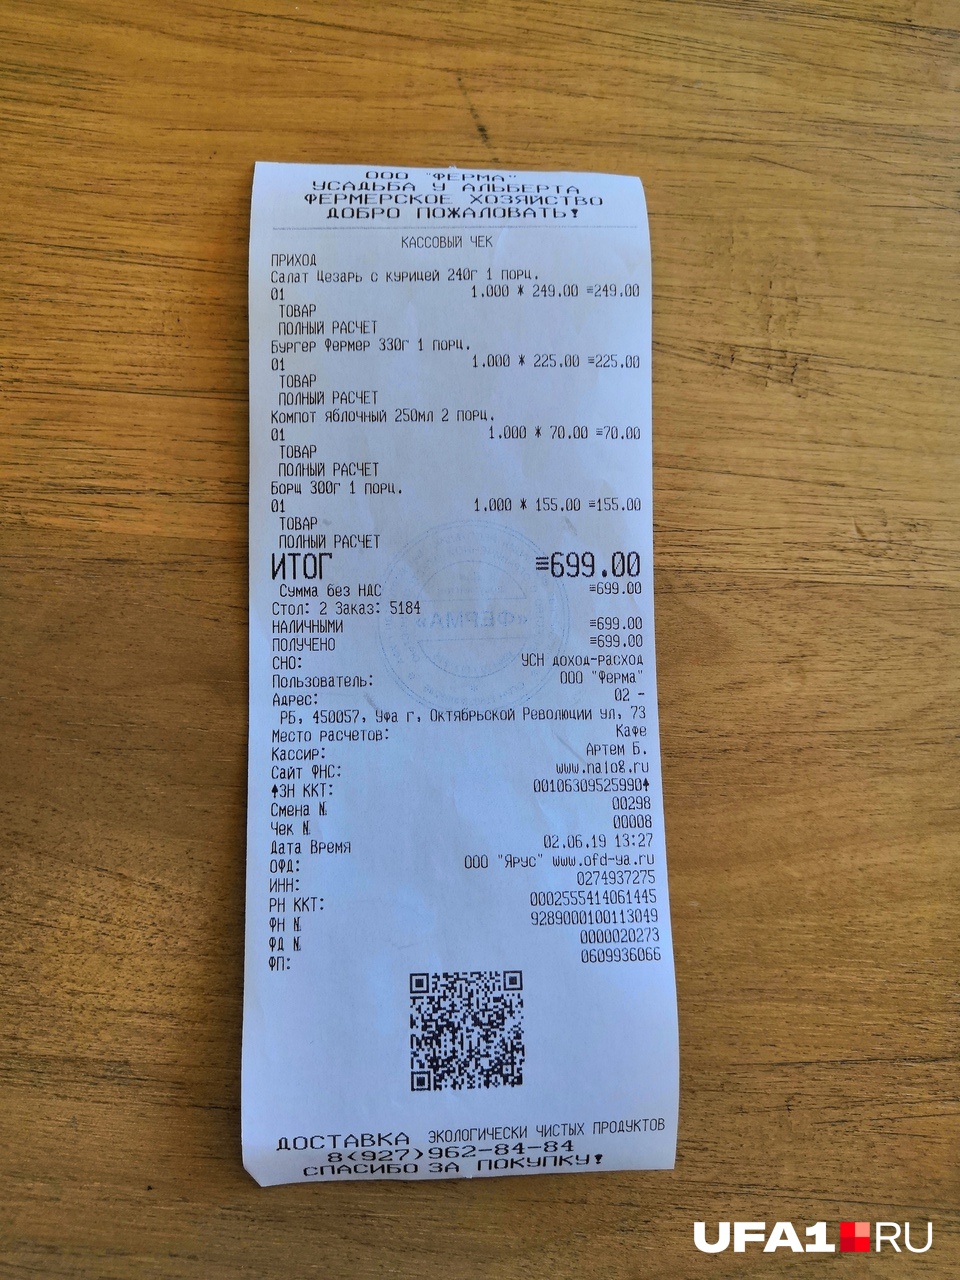 ООО "ФЕРМА"
УСАДЬБА У АЛЬБЕРТА
ФЕРМЕРСКОЕ ХОЗЯЙСТВО
ДОБРО ПОЖАЛОВАТЬ!
КАССОВЫЙ ЧЕК
ПРИХОД
Салат Цезарь с курицей 240г 1 порц.
01 1.000 * 249.00 ≡249.00
ТОВАР
ПОЛНЫЙ РАСЧЕТ
Бургер Фермер 330г 1 порц.
01 1.000 * 225.00 ≡225.00
ТОВАР
ПОЛНЫЙ РАСЧЕТ
Компот яблочный 250мл 2 порц.
01 1.000 * 70.00 ≡70.00
ТОВАР
ПОЛНЫЙ РАСЧЕТ
Борщ 300г 1 порц.
01 1.000 * 155.00 ≡155.00
ТОВАР
ПОЛНЫЙ РАСЧЕТ
ИТОГ ≡699.00
Сумма без НДС ≡699.00
Стол: 2 Заказ: 5184
НАЛИЧНЫМИ ≡699.00
ПОЛУЧЕНО ≡699.00
СНО: УСН доход-расход
Пользователь: ООО "Ферма"
Адрес: 02 -
РБ, 450057, Уфа г, Октябрьской Революции ул, 73
Место расчетов: Кафе
Кассир: Артем Б.
Сайт ФНС: www.nalog.ru
↑ЗН ККТ: 00106309525990↑
Смена № 00298
Чек № 00008
Дата Время 02.06.19 13:27
ОФД: ООО "Ярус" www.ofd-ya.ru
ИНН: 0274937275
РН ККТ: 0002555414061445
ФН № 9289000100113049
ФД № 0000020273
ФП: 0609936066
ДОСТАВКА ЭКОЛОГИЧЕСКИ ЧИСТЫХ ПРОДУКТОВ
8(927)962-84-84
СПАСИБО ЗА ПОКУПКУ!
UFA1 RU